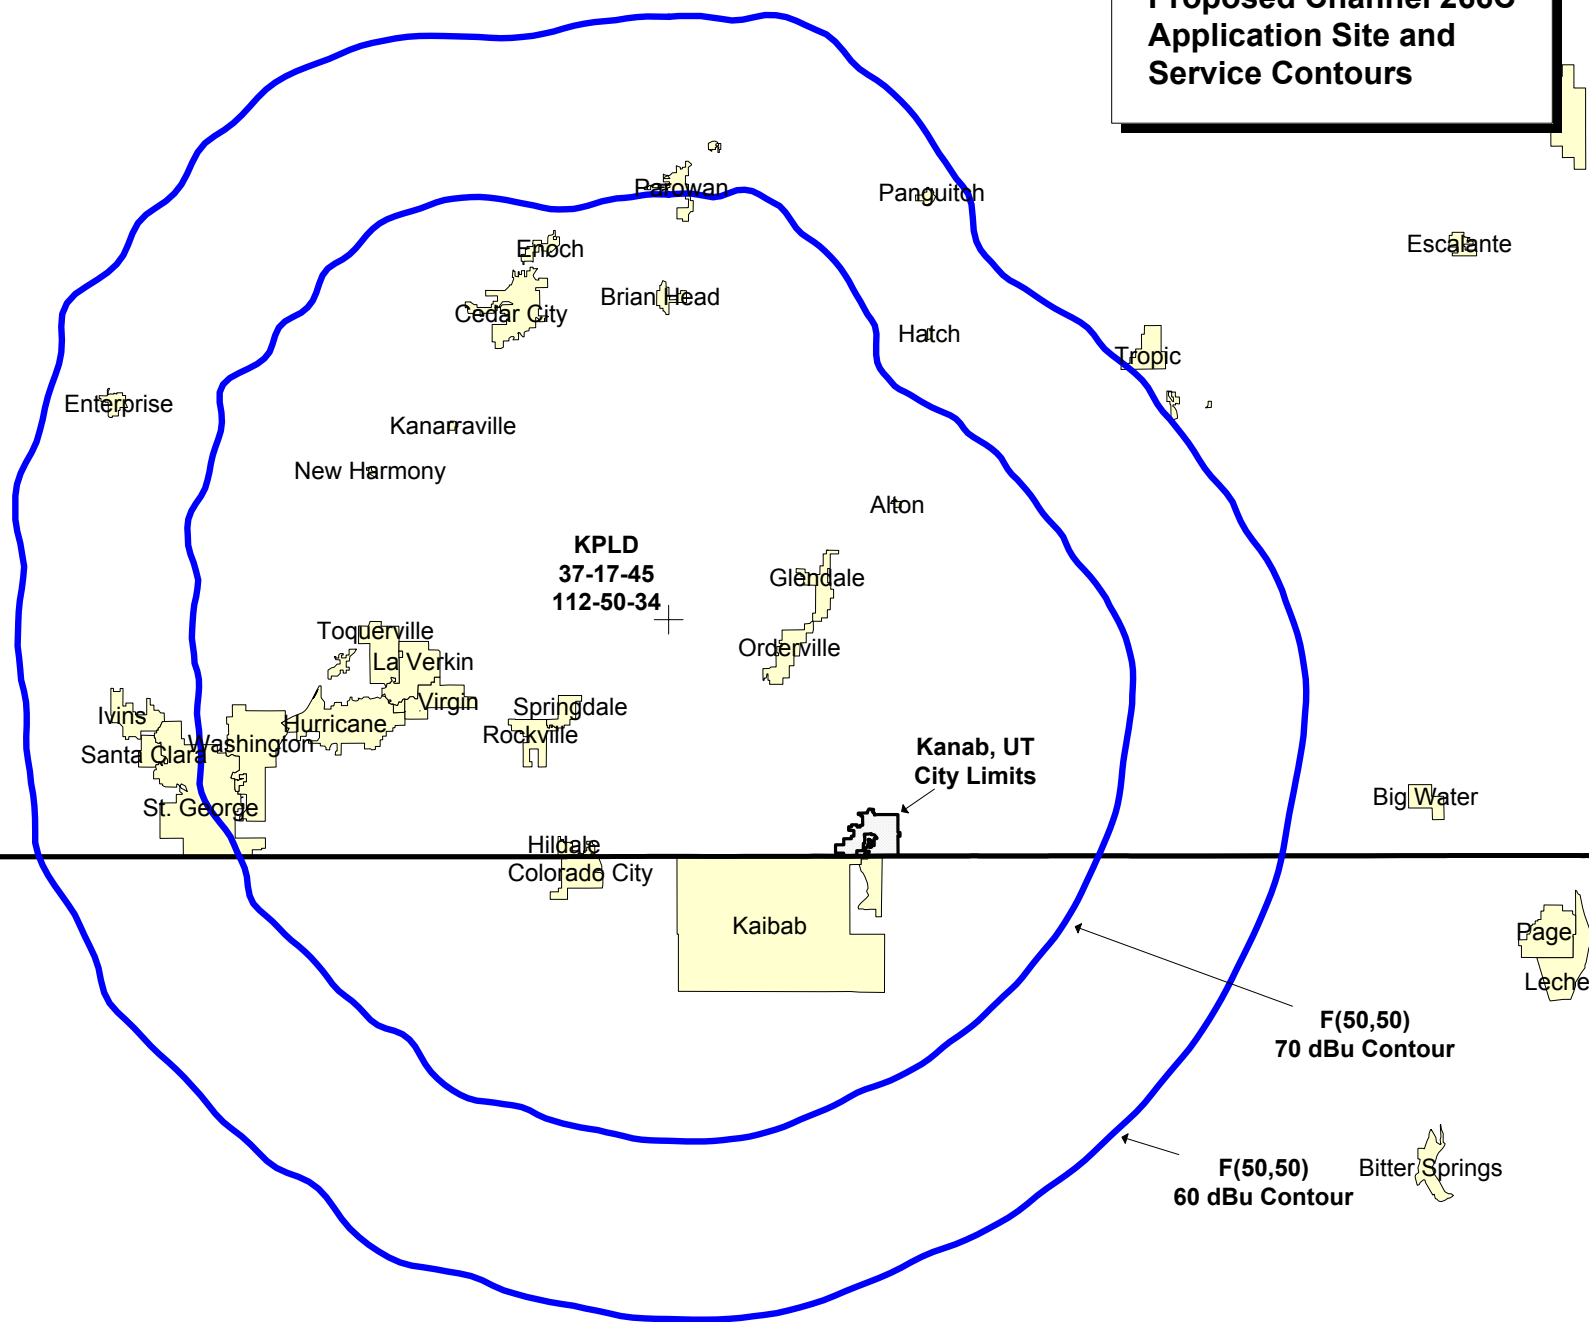 Proposed Channel 266C
Application Site and
Service Contours
Parowan
Panguitch
Enoch
Escalante
Brian Head
Cedar City
Hatch
Tropic
Enterprise
Kanarraville
New Harmony
Alton
KPLD
37-17-45
112-50-34
Glendale
Toquerville
Orderville
La Verkin
Virgin
Springdale
Ivins
Hurricane
Rockville
Washington
Santa Clara
Kanab, UT
City Limits
Big Water
St. George
Hildale
Colorado City
Kaibab
Page
Leche
F(50,50)
70 dBu Contour
F(50,50)
60 dBu Contour
Bitter Springs